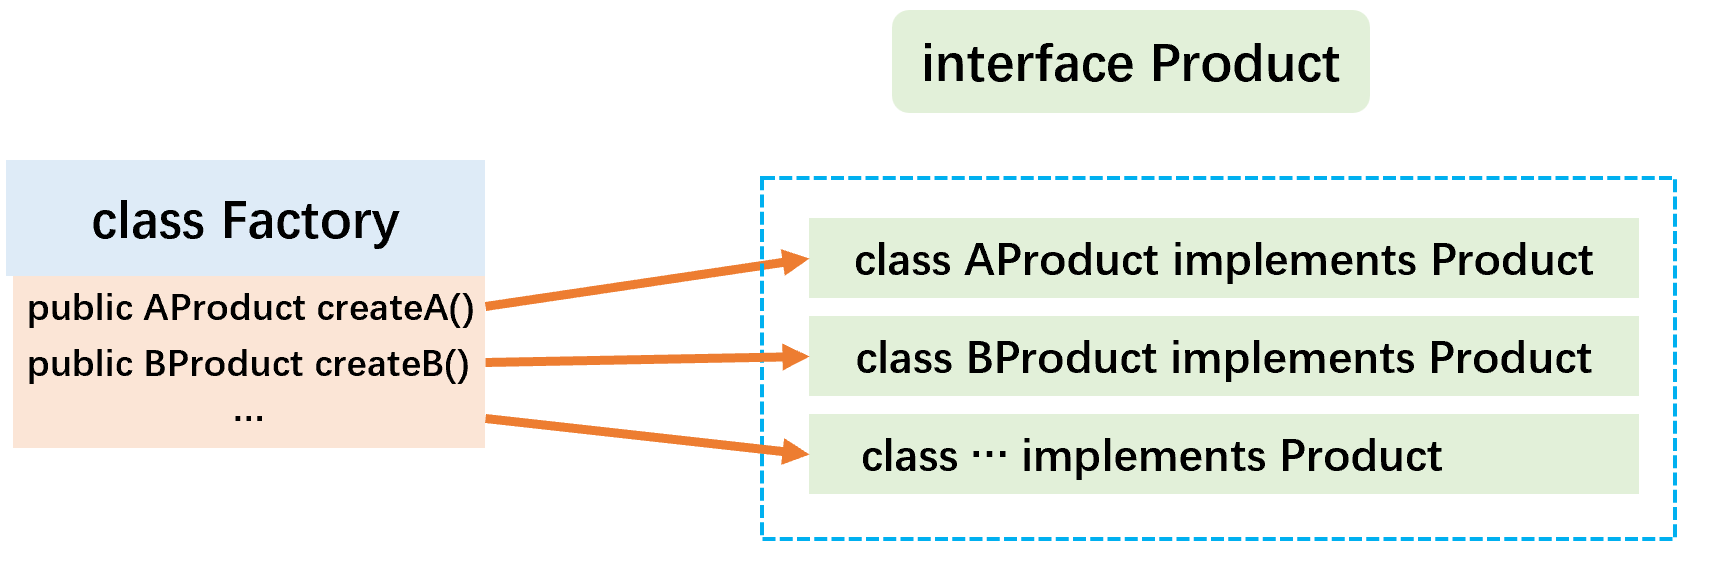 interface Product
class Factory
public AProduct createA()
public BProduct createB()
...
class AProduct implements Product
class BProduct implements Product
class ··· implements Product